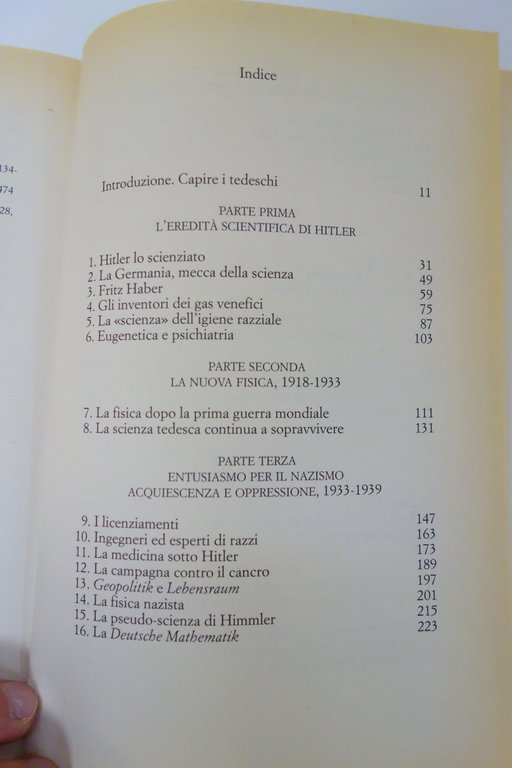 134-
474
28,
Indice
Introduzione. Capire i tedeschi 11
PARTE PRIMA
L'EREDITÀ SCIENTIFICA DI HITLER
1. Hitler lo scienziato 31
2. La Germania, mecca della scienza 49
3. Fritz Haber 59
4. Gli inventori dei gas venefici 75
5. La «scienza» dell'igiene razziale 87
6. Eugenetica e psichiatria 103
PARTE SECONDA
LA NUOVA FISICA, 1918-1933
7. La fisica dopo la prima guerra mondiale 111
8. La scienza tedesca continua a sopravvivere 131
PARTE TERZA
ENTUSIASMO PER IL NAZISMO
ACQUIESCENZA E OPPRESSIONE, 1933-1939
9. I licenziamenti 147
10. Ingegneri ed esperti di razzi 163
11. La medicina sotto Hitler 173
12. La campagna contro il cancro 189
13. Geopolitik e Lebensraum 197
14. La fisica nazista 201
15. La pseudo-scienza di Himmler 215
16. La Deutsche Mathematik 223